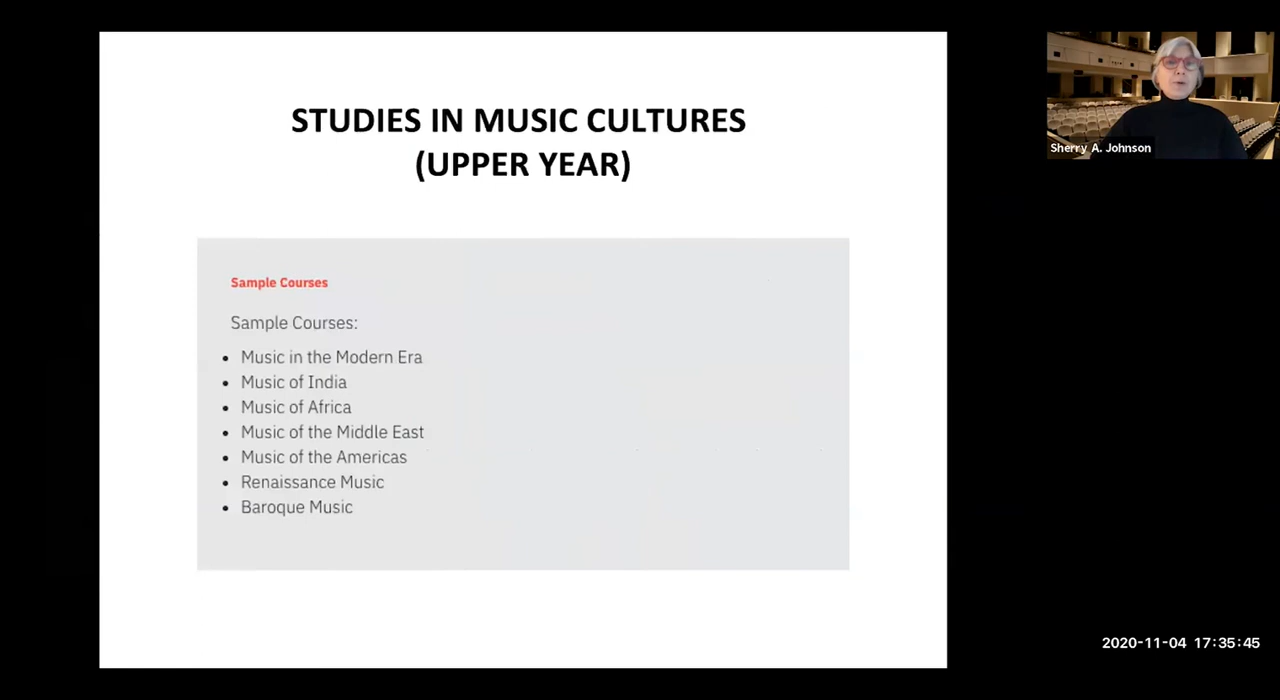 STUDIES IN MUSIC CULTURES
(UPPER YEAR)
Sample Courses
Sample Courses:
• Music in the Modern Era
• Music of India
• Music of Africa
• Music of the Middle East
• Music of the Americas
• Renaissance Music
• Baroque Music
Sherry A. Johnson
2020-11-04 17:35:45